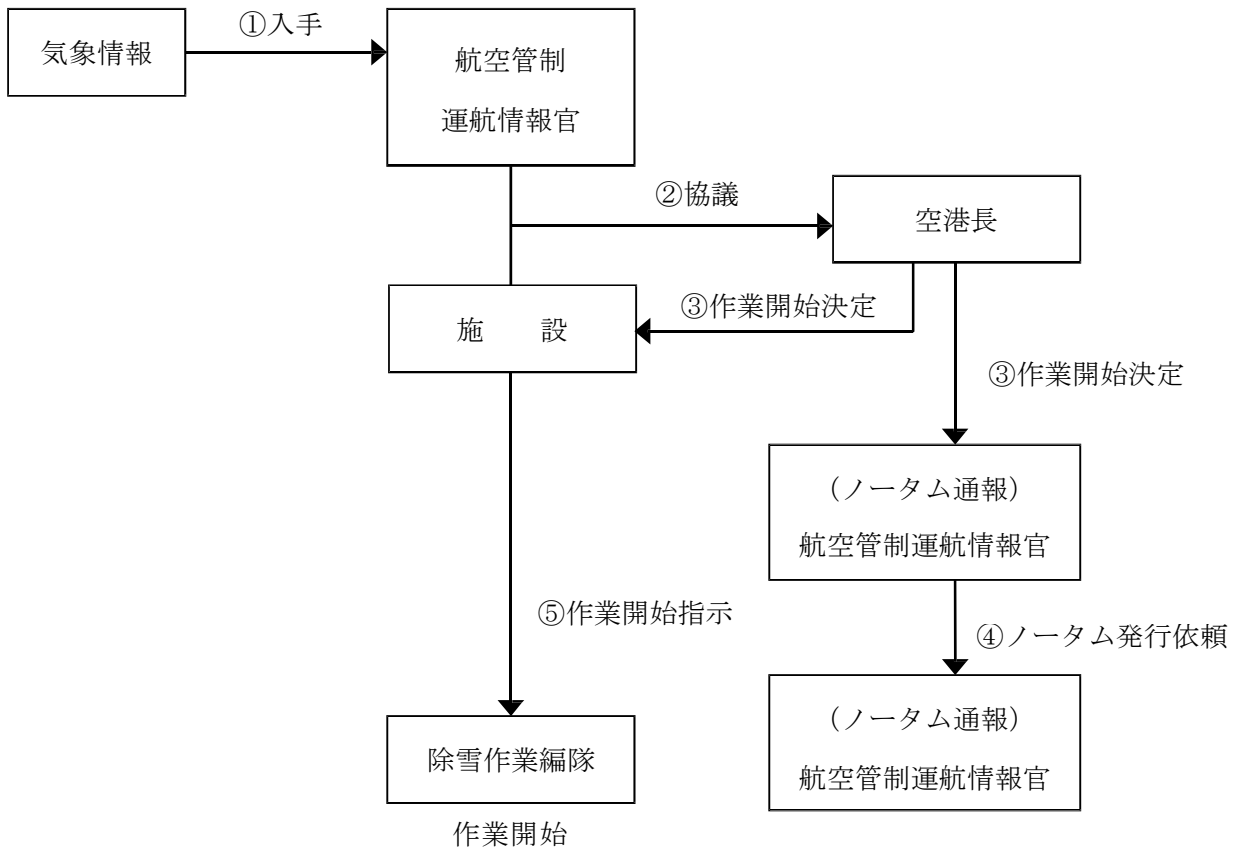 ①入手
気象情報
航空管制
運航情報官
②協議
空港長
③作業開始決定
施　　設
③作業開始決定
（ノータム通報）
航空管制運航情報官
⑤作業開始指示
④ノータム発行依頼
（ノータム通報）
航空管制運航情報官
除雪作業編隊
作業開始